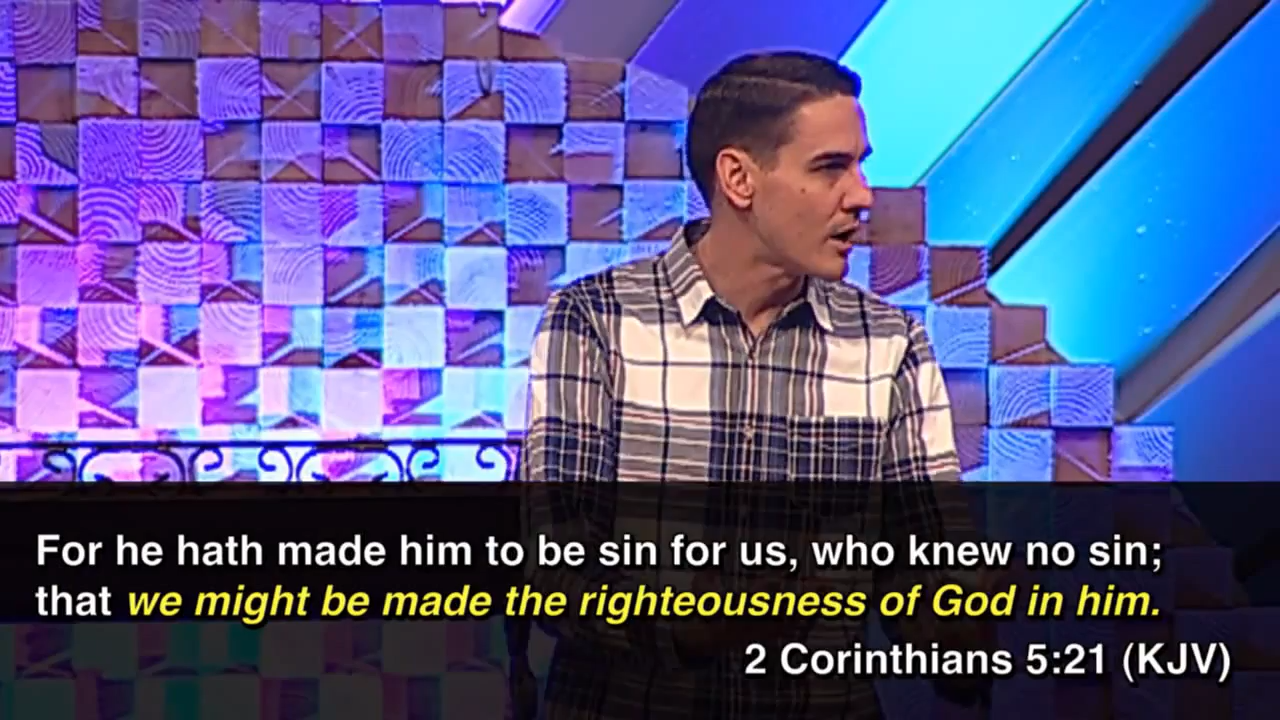 For he hath made him to be sin for us, who knew no sin;
that we might be made the righteousness of God in him.
2 Corinthians 5:21 (KJV)